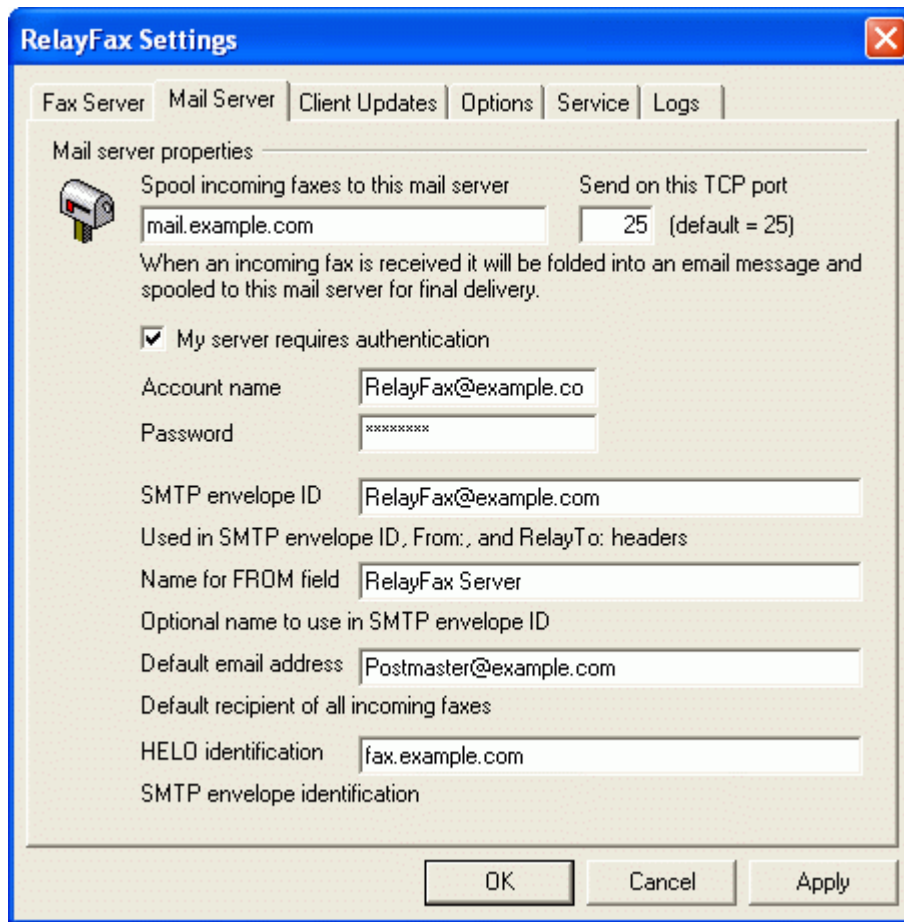 RelayFax Settings
Fax Server Mail Server Client Updates Options Service Logs
Mail server properties
Spool incoming faxes to this mail server Send on this TCP port
mail.example.com 25 (default = 25)
When an incoming fax is received it will be folded into an email message and
spooled to this mail server for final delivery.
My server requires authentication
Account name RelayFax@example.co
Password ********
SMTP envelope ID RelayFax@example.com
Used in SMTP envelope ID, From:, and RelayTo: headers
Name for FROM field RelayFax Server
Optional name to use in SMTP envelope ID
Default email address Postmaster@example.com
Default recipient of all incoming faxes
HELO identification fax.example.com
SMTP envelope identification
OK Cancel Apply